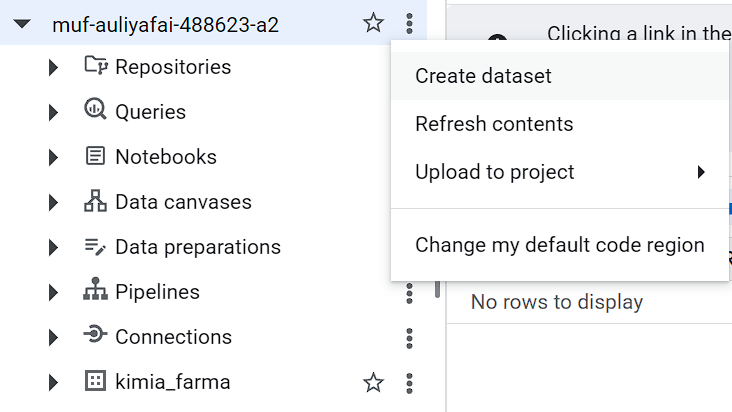 muf-auliyafai-488623-a2
Clicking a link in the
Repositories
Create dataset
Queries
Refresh contents
Notebooks
Upload to project
Data canvases
Data preparations
Change my default code region
Pipelines
No rows to display
Connections
kimia_farma